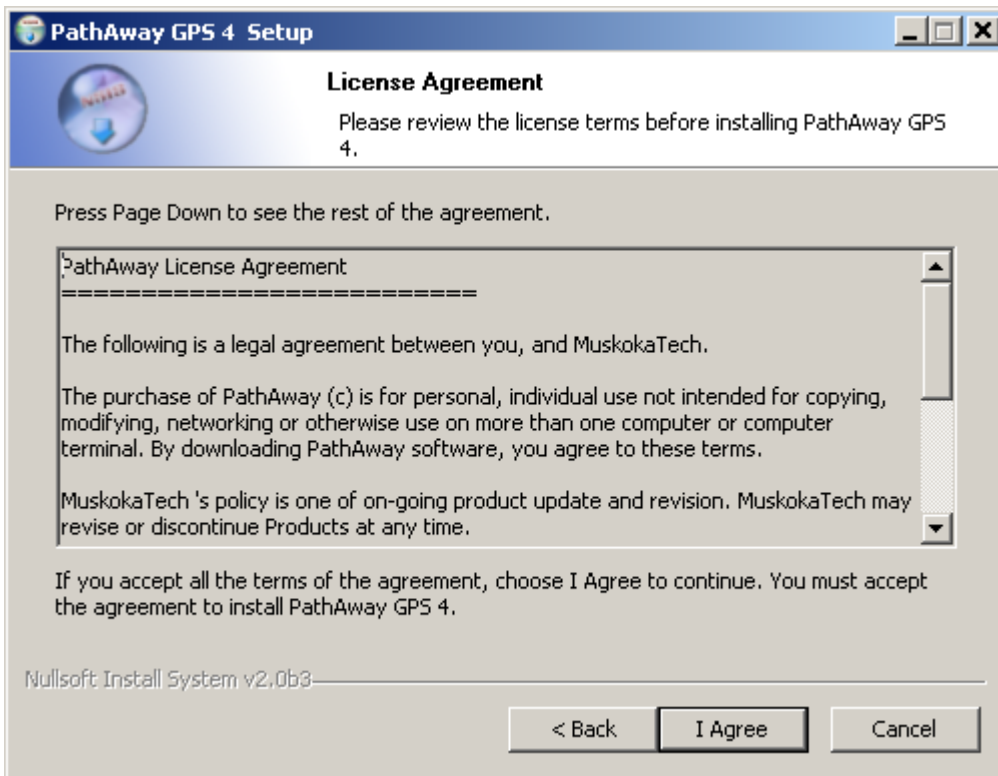 PathAway GPS 4  Setup
License Agreement
Please review the license terms before installing PathAway GPS
4.
Press Page Down to see the rest of the agreement.
PathAway License Agreement
==========================
The following is a legal agreement between you, and MuskokaTech.
The purchase of PathAway (c) is for personal, individual use not intended for copying,
modifying, networking or otherwise use on more than one computer or computer
terminal. By downloading PathAway software, you agree to these terms.
MuskokaTech 's policy is one of on-going product update and revision. MuskokaTech may
revise or discontinue Products at any time.
If you accept all the terms of the agreement, choose I Agree to continue. You must accept
the agreement to install PathAway GPS 4.
Nullsoft Install System v2.0b3
< Back
I Agree
Cancel